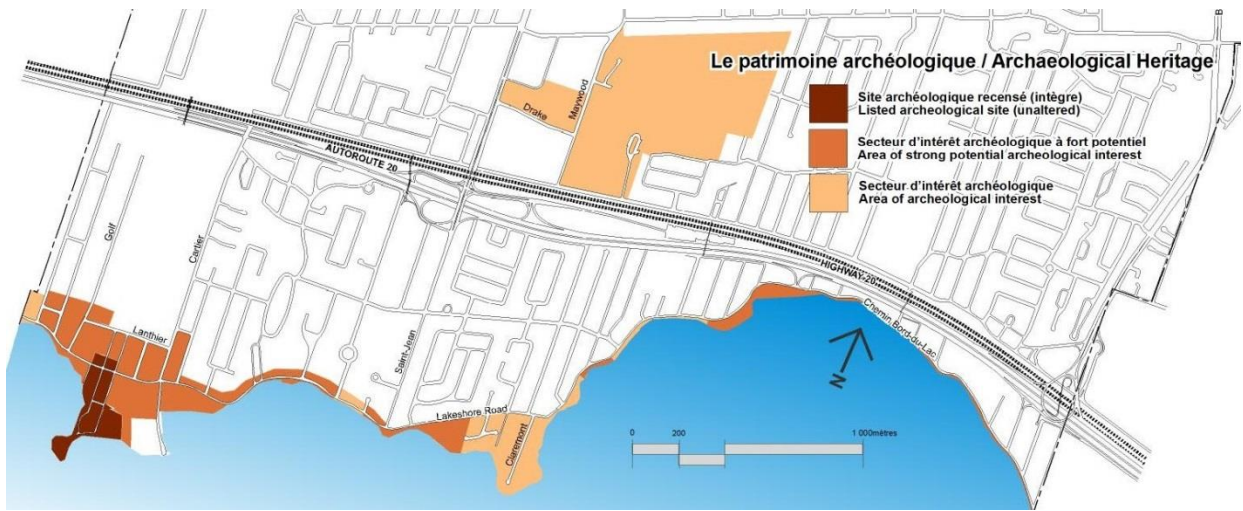 Le patrimoine archéologique / Archaeological Heritage
Site archéologique recensé (intègre)
Listed archeological site (unaltered)
Secteur d'intérêt archéologique à fort potentiel
Area of strong potential archeological interest
Secteur d'intérêt archéologique
Area of archeological interest
Drake
Maywood
AUTOROUTE 20
Golf
Cartier
HIGHWAY-20
Chemin Bord-du-Lac
Lanthier
Saint-Jean
Lakeshore Road
Claremont
N
0 200 1 000mètres